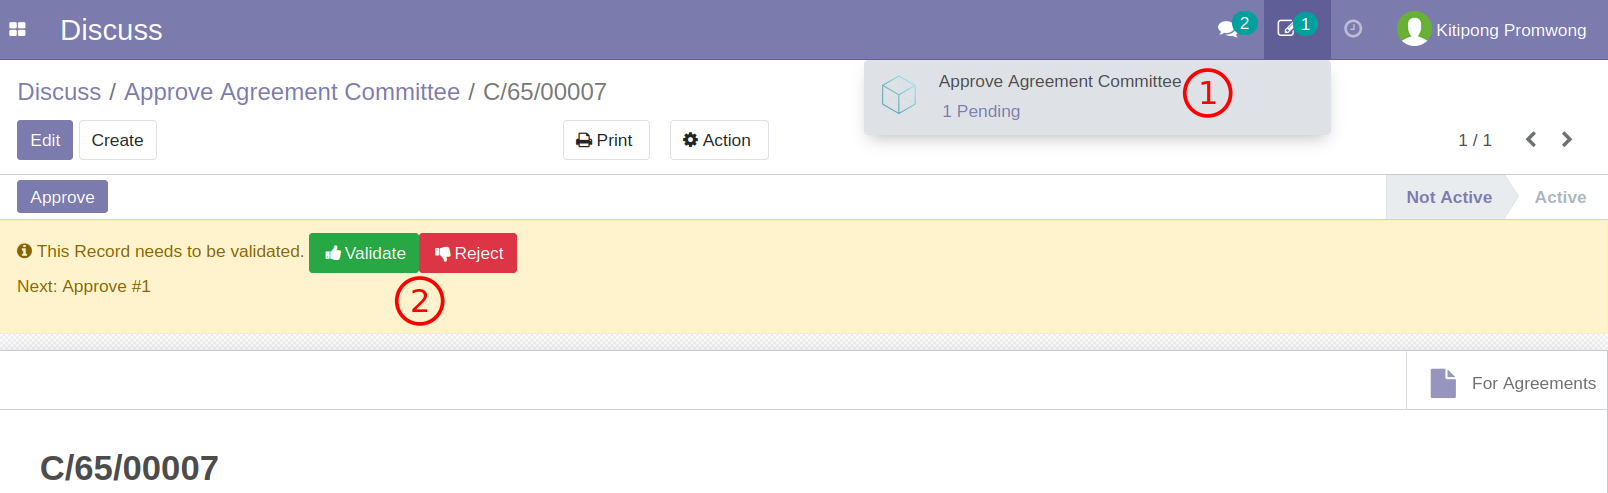 Discuss
2
1
Kitipong Promwong
Discuss / Approve Agreement Committee / C/65/00007
Approve Agreement Committee
1
1 Pending
Edit
Create
Print
Action
1 / 1
Approve
Not Active
Active
This Record needs to be validated.
Validate
Reject
Next: Approve #1
2
For Agreements
C/65/00007